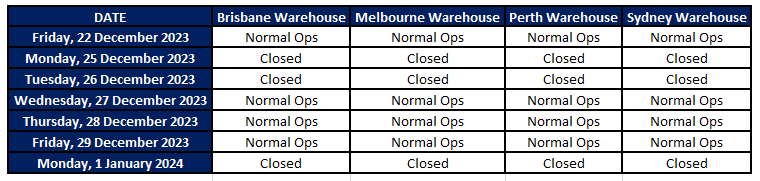 DATE Brisbane Warehouse Melbourne Warehouse Perth Warehouse Sydney Warehouse
Friday, 22 December 2023 Normal Ops Normal Ops Normal Ops Normal Ops
Monday, 25 December 2023 Closed Closed Closed Closed
Tuesday, 26 December 2023 Closed Closed Closed Closed
Wednesday, 27 December 2023 Normal Ops Normal Ops Normal Ops Normal Ops
Thursday, 28 December 2023 Normal Ops Normal Ops Normal Ops Normal Ops
Friday, 29 December 2023 Normal Ops Normal Ops Normal Ops Normal Ops
Monday, 1 January 2024 Closed Closed Closed Closed